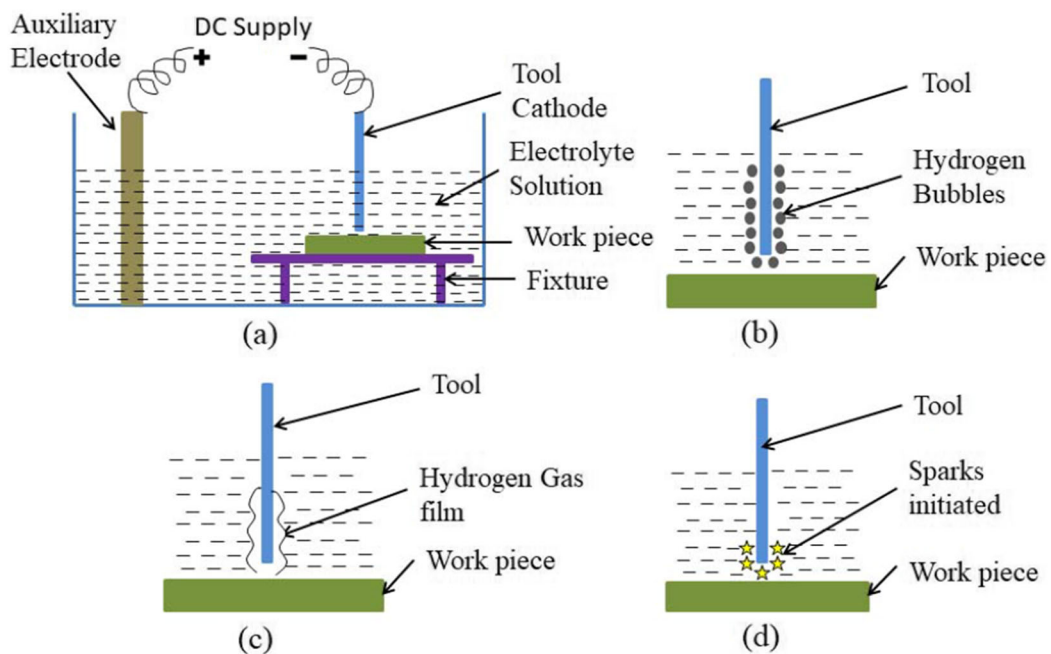 Auxiliary
Electrode
DC Supply
+
-
Tool
Cathode
Electrolyte
Solution
Work piece
Fixture
(a)
Tool
Hydrogen
Bubbles
Work piece
(b)
Tool
Hydrogen Gas
film
Work piece
(c)
Tool
Sparks
initiated
Work piece
(d)